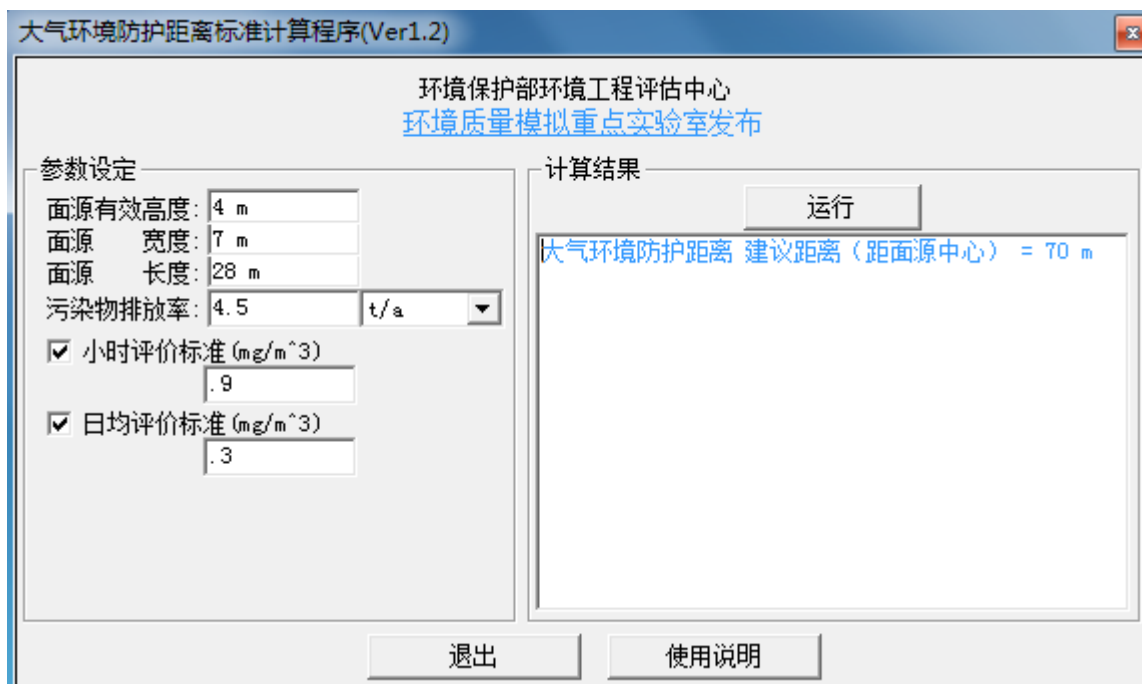 大气环境防护距离标准计算程序(Ver1.2)
环境保护部环境工程评估中心
环境质量模拟重点实验室发布
参数设定
面源有效高度: 4 m
面源 宽度: 7 m
面源 长度: 28 m
污染物排放率: 4.5 t/a
小时评价标准(mg/m^3)
.9
日均评价标准(mg/m^3)
.3
计算结果
运行
大气环境防护距离 建议距离（距面源中心） = 70 m
退出
使用说明